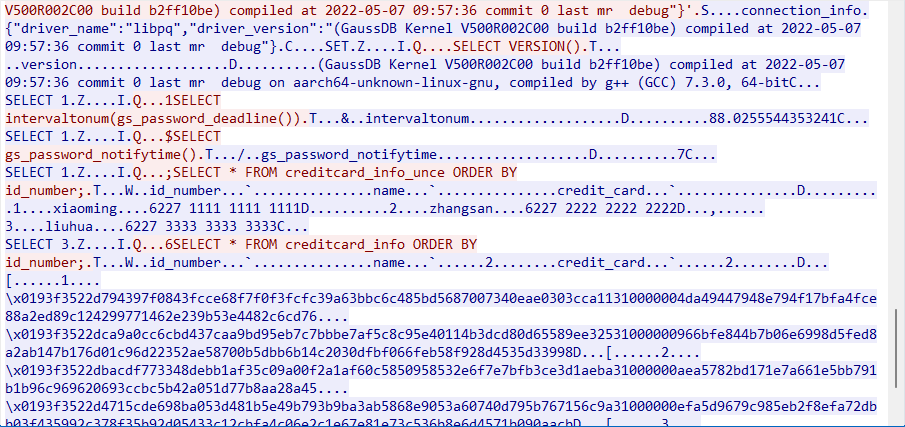 V500R002C00 build b2ff10be) compiled at 2022-05-07 09:57:36 commit 0 last mr  debug"}'.S....connection_info.
{"driver_name":"libpq","driver_version":"(GaussDB Kernel V500R002C00 build b2ff10be) compiled at 2022-05-07
09:57:36 commit 0 last mr  debug"}.C....SET.Z....I.Q....SELECT VERSION().T...
..version...................D..........(GaussDB Kernel V500R002C00 build b2ff10be) compiled at 2022-05-07
09:57:36 commit 0 last mr  debug on aarch64-unknown-linux-gnu, compiled by g++ (GCC) 7.3.0, 64-bitC...
SELECT 1.Z....I.Q...1SELECT
intervaltonum(gs_password_deadline()).T...&..intervaltonum...................D..........88.0255544353241C...
SELECT 1.Z....I.Q...$SELECT
gs_password_notifytime().T.../..gs_password_notifytime...................D..........7C...
SELECT 1.Z....I.Q...;SELECT * FROM creditcard_info_unce ORDER BY
id_number;.T...W..id_number...`...............name...`...............credit_card...`...............D.........
.1....xiaoming....6227 1111 1111 1111D..........2....zhangsan....6227 2222 2222 2222D...,......
3....liuhua....6227 3333 3333 3333C...
SELECT 3.Z....I.Q...6SELECT * FROM creditcard_info ORDER BY
id_number;.T...W..id_number...`...............name...`......2........credit_card...`......2........D...
[......1....
\x0193f3522d794397f0843fcce68f7f0f3fcfc39a63bbc6c485bd5687007340eae0303cca11310000004da49447948e794f17bfa4fce
88a2ed89c124299771462e239b53e4482c6cd76....
\x0193f3522dca9a0cc6cbd437caa9bd95eb7c7bbbe7af5c8c95e40114b3dcd80d65589ee32531000000966bfe844b7b06e6998d5fed8
a2ab147b176d01c96d22352ae58700b5dbb6b14c2030dfbf066feb58f928d4535d33998D...[......2....
\x0193f3522dbacdf773348debb1af35c09a00f2a1af60c5850958532e6f7e7bfb3ce3d1aeba31000000aea5782bd171e7a661e5bb791
b1b96c969620693ccbc5b42a051d77b8aa28a45....
\x0193f3522d4715cde698ba053d481b5e49b793b9ba3ab5868e9053a60740d795b767156c9a31000000efa5d9679c985eb2f8efa72db